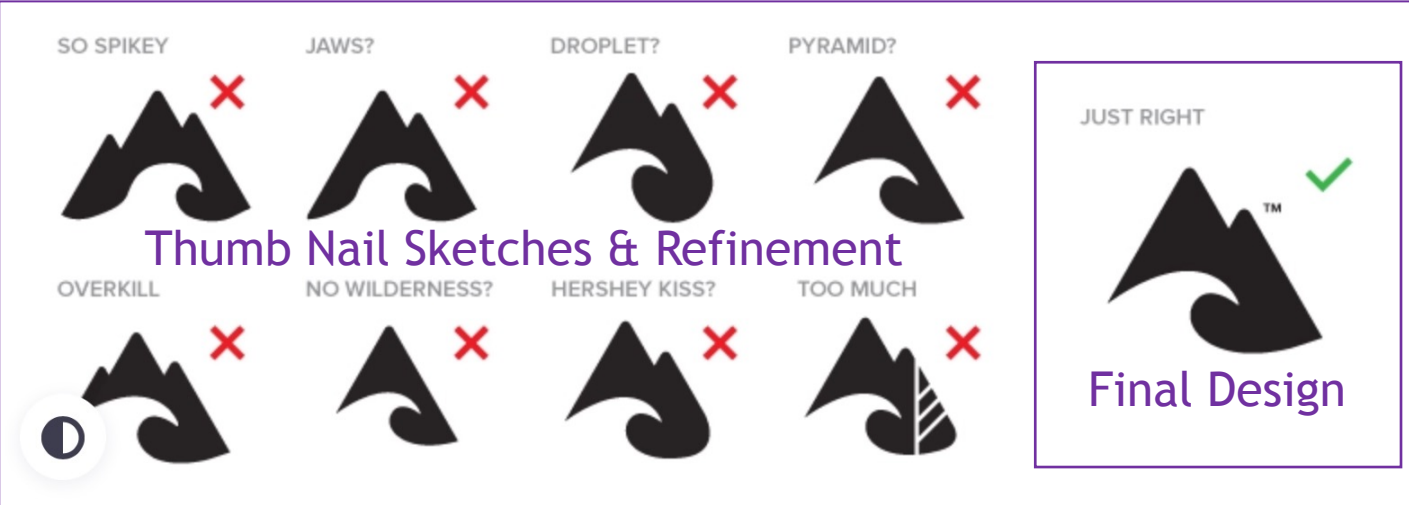 SO SPIKEY
JAWS?
DROPLET?
PYRAMID?
JUST RIGHT
TM
Thumb Nail Sketches & Refinement
OVERKILL
NO WILDERNESS?
HERSHEY KISS?
TOO MUCH
Final Design